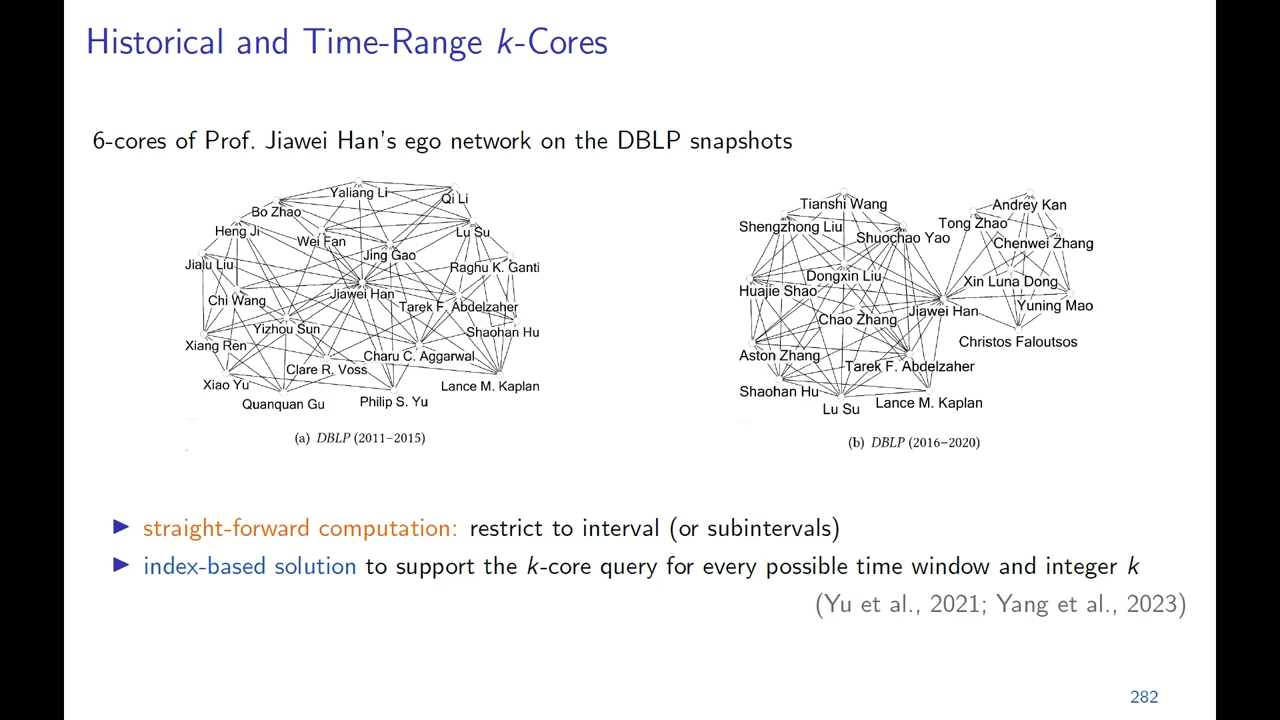 Historical and Time-Range k-Cores
6-cores of Prof. Jiawei Han's ego network on the DBLP snapshots
Yaliang Li
Qi Li
Bo Zhao
Heng Ji
Wei Fan
Lu Su
Jing Gao
Jialu Liu
Raghu K. Ganti
Chi Wang
Jiawei Han
Tarek F. Abdelzaher
Yizhou Sun
Shaohan Hu
Xiang Ren
Charu C. Aggarwal
Clare R. Voss
Xiao Yu
Lance M. Kaplan
Quanquan Gu
Philip S. Yu
(a) DBLP (2011–2015)
Tianshi Wang
Andrey Kan
Shengzhong Liu
Tong Zhao
Shuochao Yao
Chenwei Zhang
Dongxin Liu
Xin Luna Dong
Huajie Shao
Yuning Mao
Jiawei Han
Chao Zhang
Christos Faloutsos
Aston Zhang
Tarek F. Abdelzaher
Shaohan Hu
Lance M. Kaplan
Lu Su
(b) DBLP (2016–2020)
▶ straight-forward computation: restrict to interval (or subintervals)
▶ index-based solution to support the k-core query for every possible time window and integer k
(Yu et al., 2021; Yang et al., 2023)
282